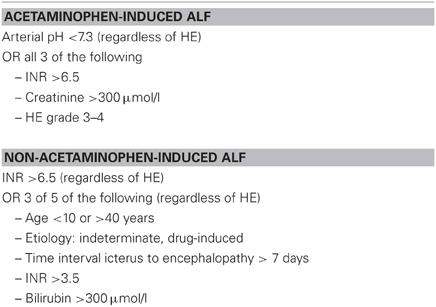 ACETAMINOPHEN-INDUCED ALF
Arterial pH <7.3 (regardless of HE)
OR all 3 of the following
– INR >6.5
– Creatinine >300 μmol/l
– HE grade 3–4
NON-ACETAMINOPHEN-INDUCED ALF
INR >6.5 (regardless of HE)
OR 3 of 5 of the following (regardless of HE)
– Age <10 or >40 years
– Etiology: indeterminate, drug-induced
– Time interval icterus to encephalopathy > 7 days
– INR >3.5
– Bilirubin >300 μmol/l